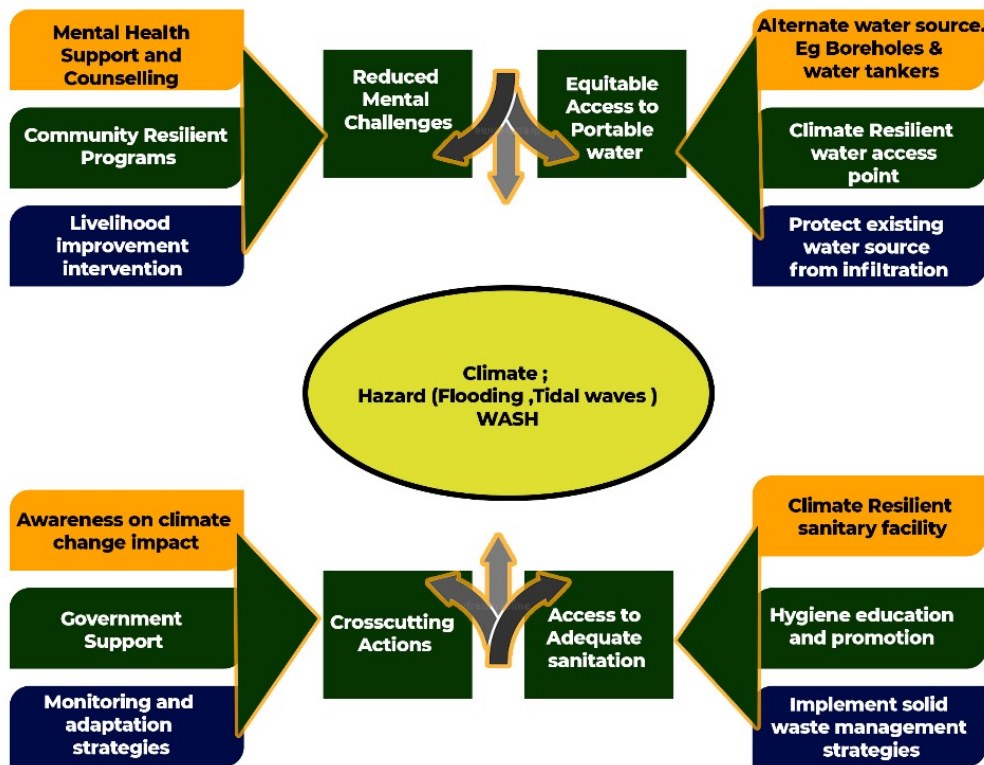 Mental Health
Support and
Counselling
Community Resilient
Programs
Livelihood
improvement
intervention
Reduced
Mental
Challenges
Equitable
Access to
Portable
water
Alternate water source.
Eg Boreholes &
water tankers
Climate Resilient
water access
point
Protect existing
water source
from infiltration
Climate ;
Hazard (Flooding ,Tidal waves )
WASH
Awareness on climate
change impact
Government
Support
Monitoring and
adaptation
strategies
Crosscutting
Actions
Access to
Adequate
sanitation
Climate Resilient
sanitary facility
Hygiene education
and promotion
Implement solid
waste management
strategies